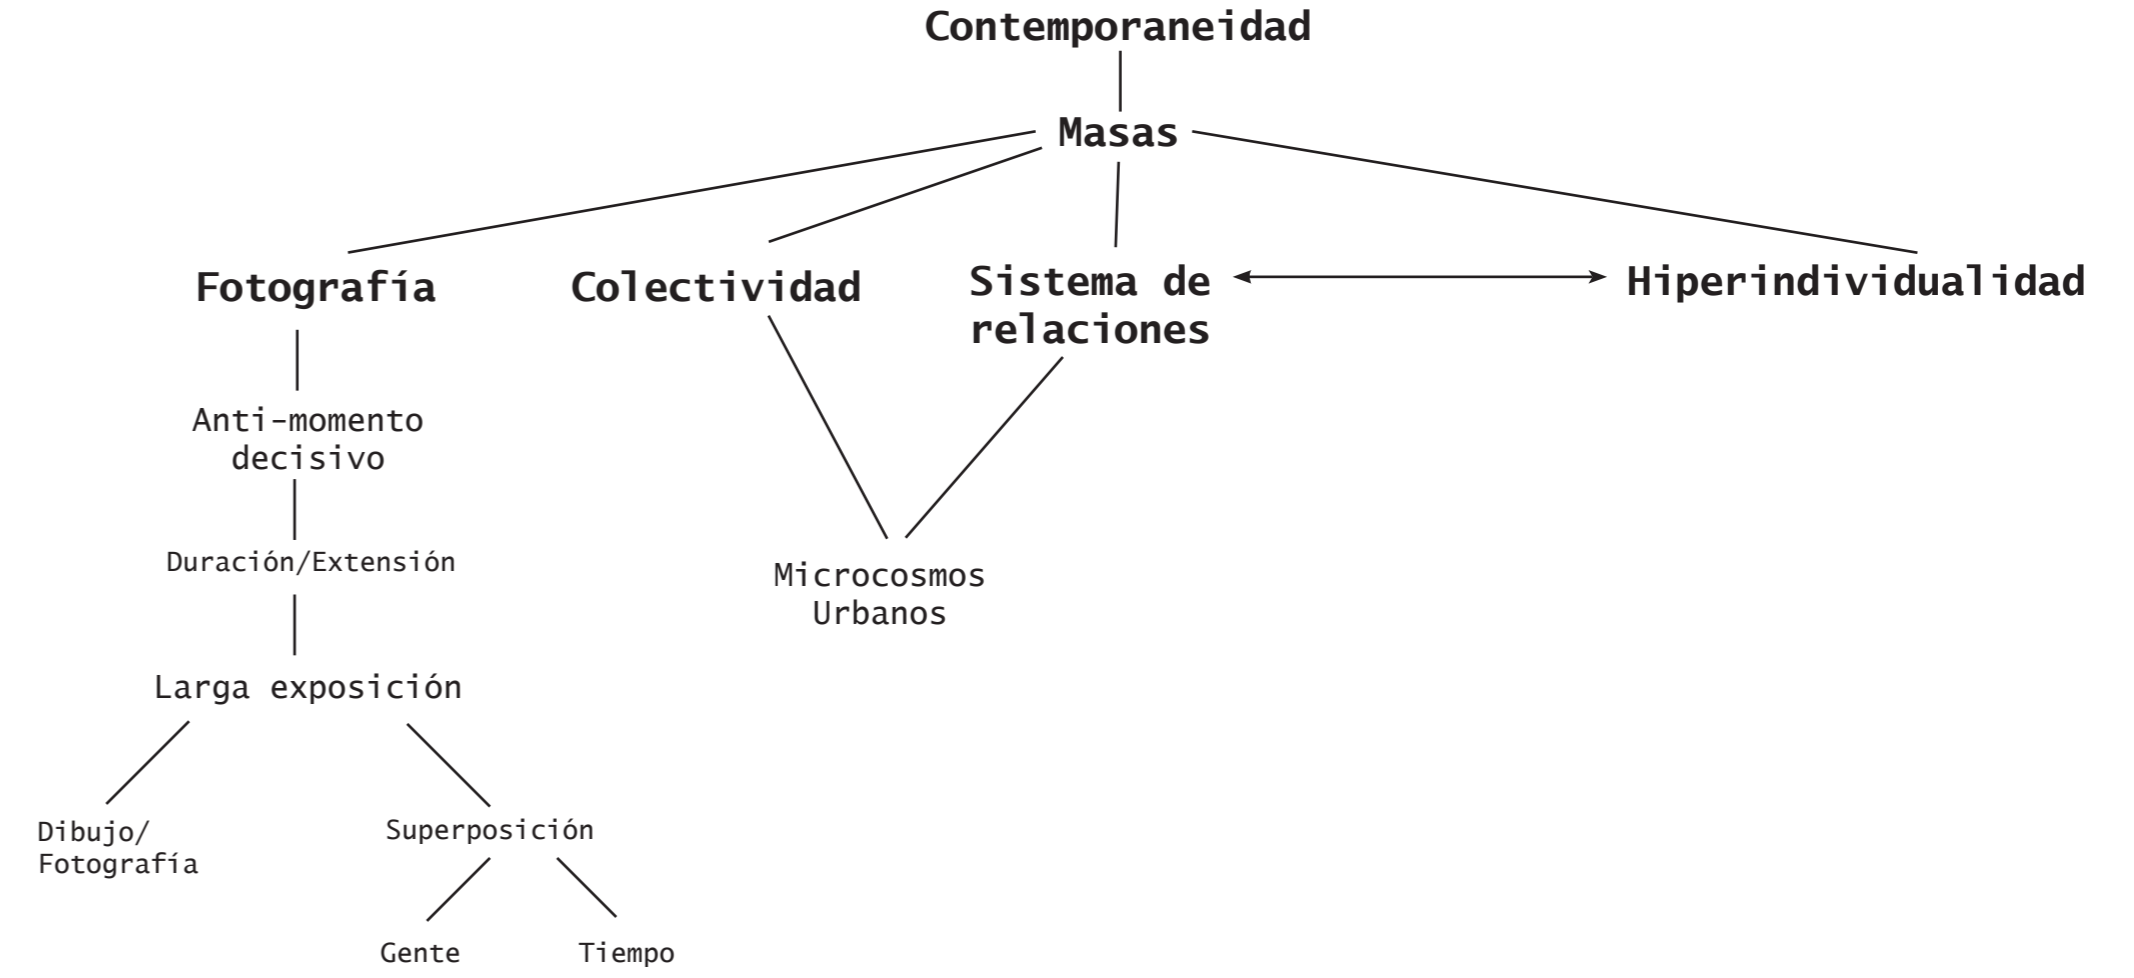 Contemporaneidad
Masas
Fotografía
Colectividad
Sistema de
relaciones
Hiperindividualidad
Anti-momento
decisivo
Duración/Extensión
Microcosmos
Urbanos
Larga exposición
Dibujo/
Fotografía
Superposición
Gente
Tiempo